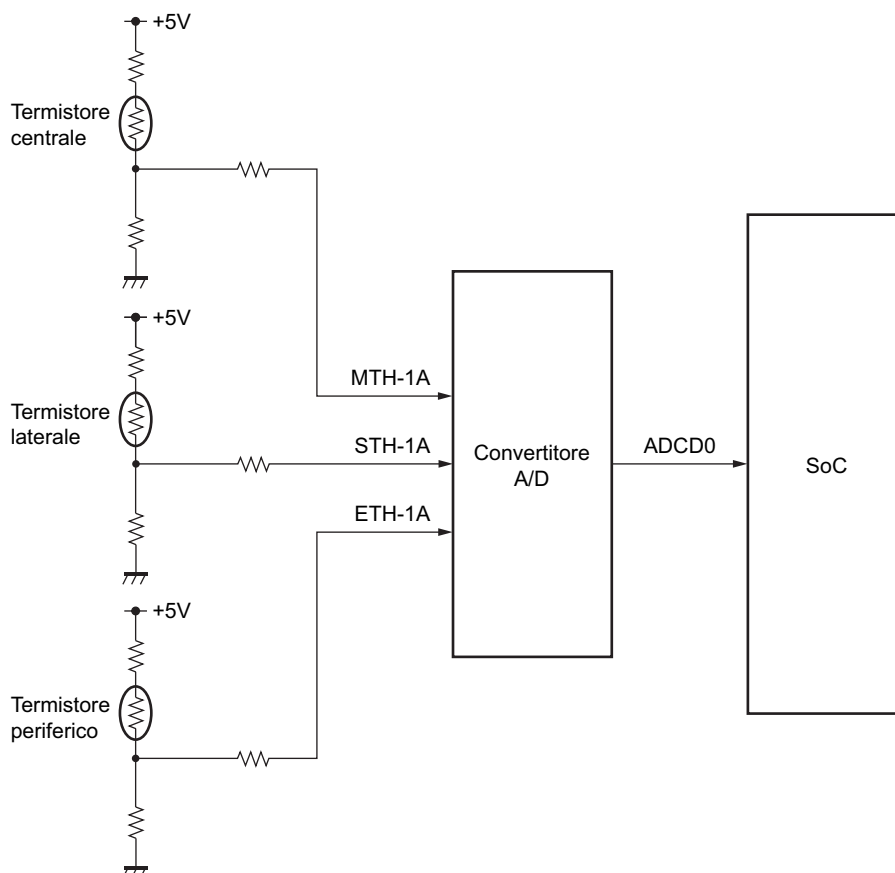 +5V
Termistore
centrale
+5V
MTH-1A
Termistore
laterale
STH-1A
Convertitore
A/D
ADCD0
SoC
ETH-1A
+5V
Termistore
periferico